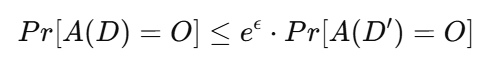 Pr[A(D) = O] ≤ e^ϵ · Pr[A(D′) = O]